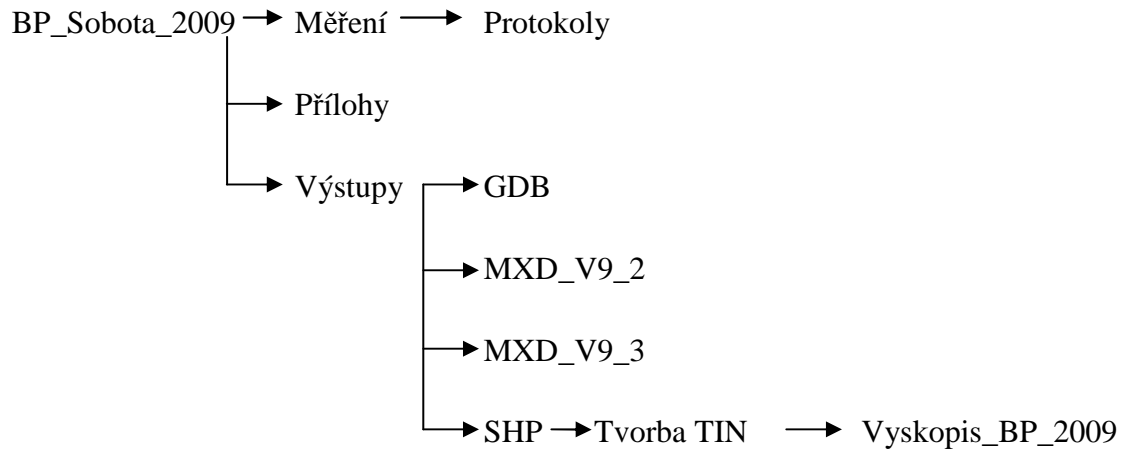 BP_Sobota_2009 Měření Protokoly
Přílohy
Výstupy GDB
MXD_V9_2
MXD_V9_3
SHP Tvorba TIN Vyskopis_BP_2009